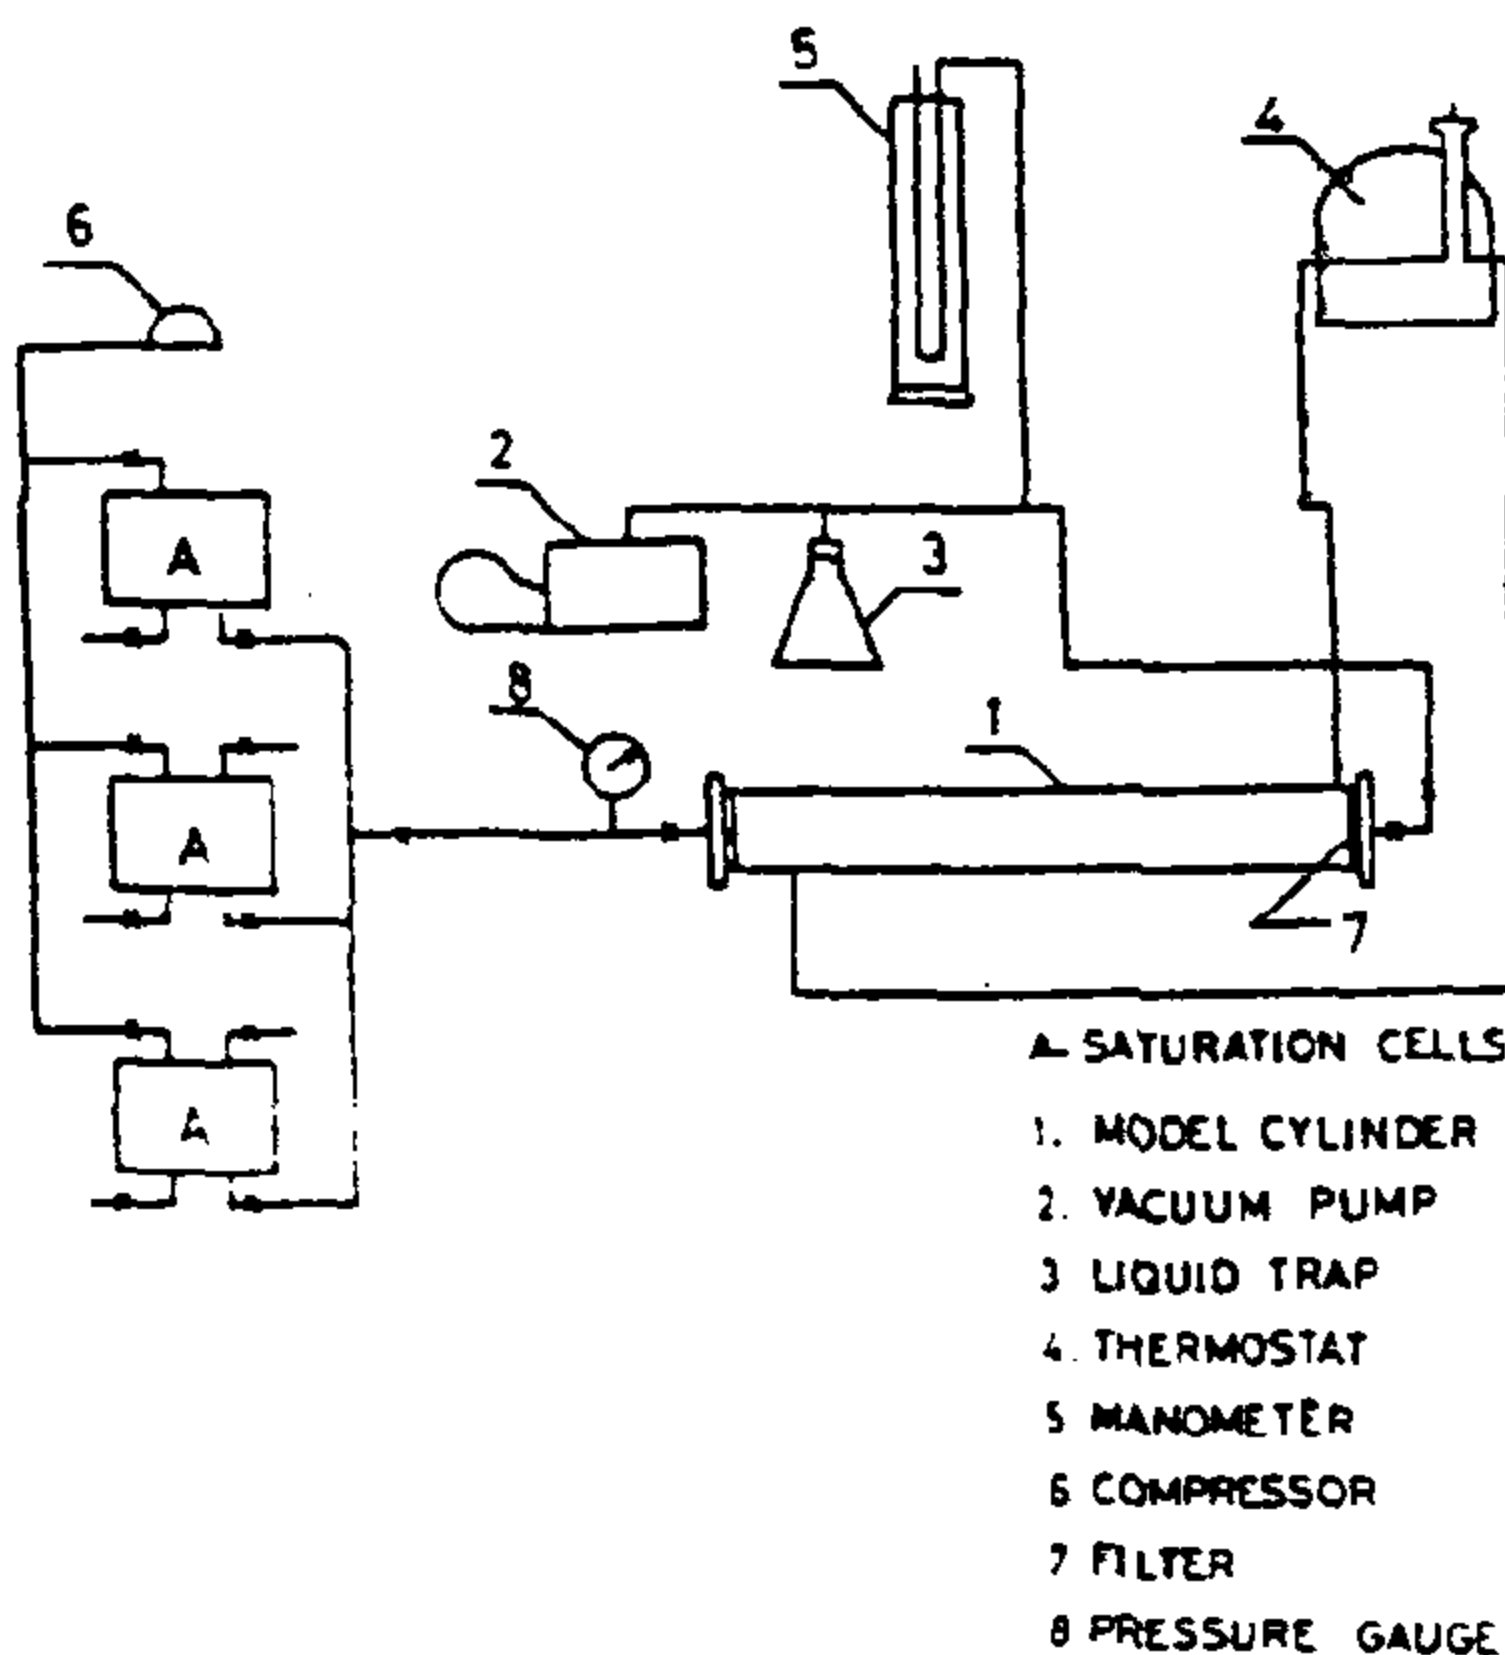 5
4
6
2
A
3
8
1
A
7
A- SATURATION CELLS
A
1. MODEL CYLINDER
2. VACUUM PUMP
3 LIQUID TRAP
4. THERMOSTAT
5 MANOMETER
6 COMPRESSOR
7 FILTER
8 PRESSURE GAUGE